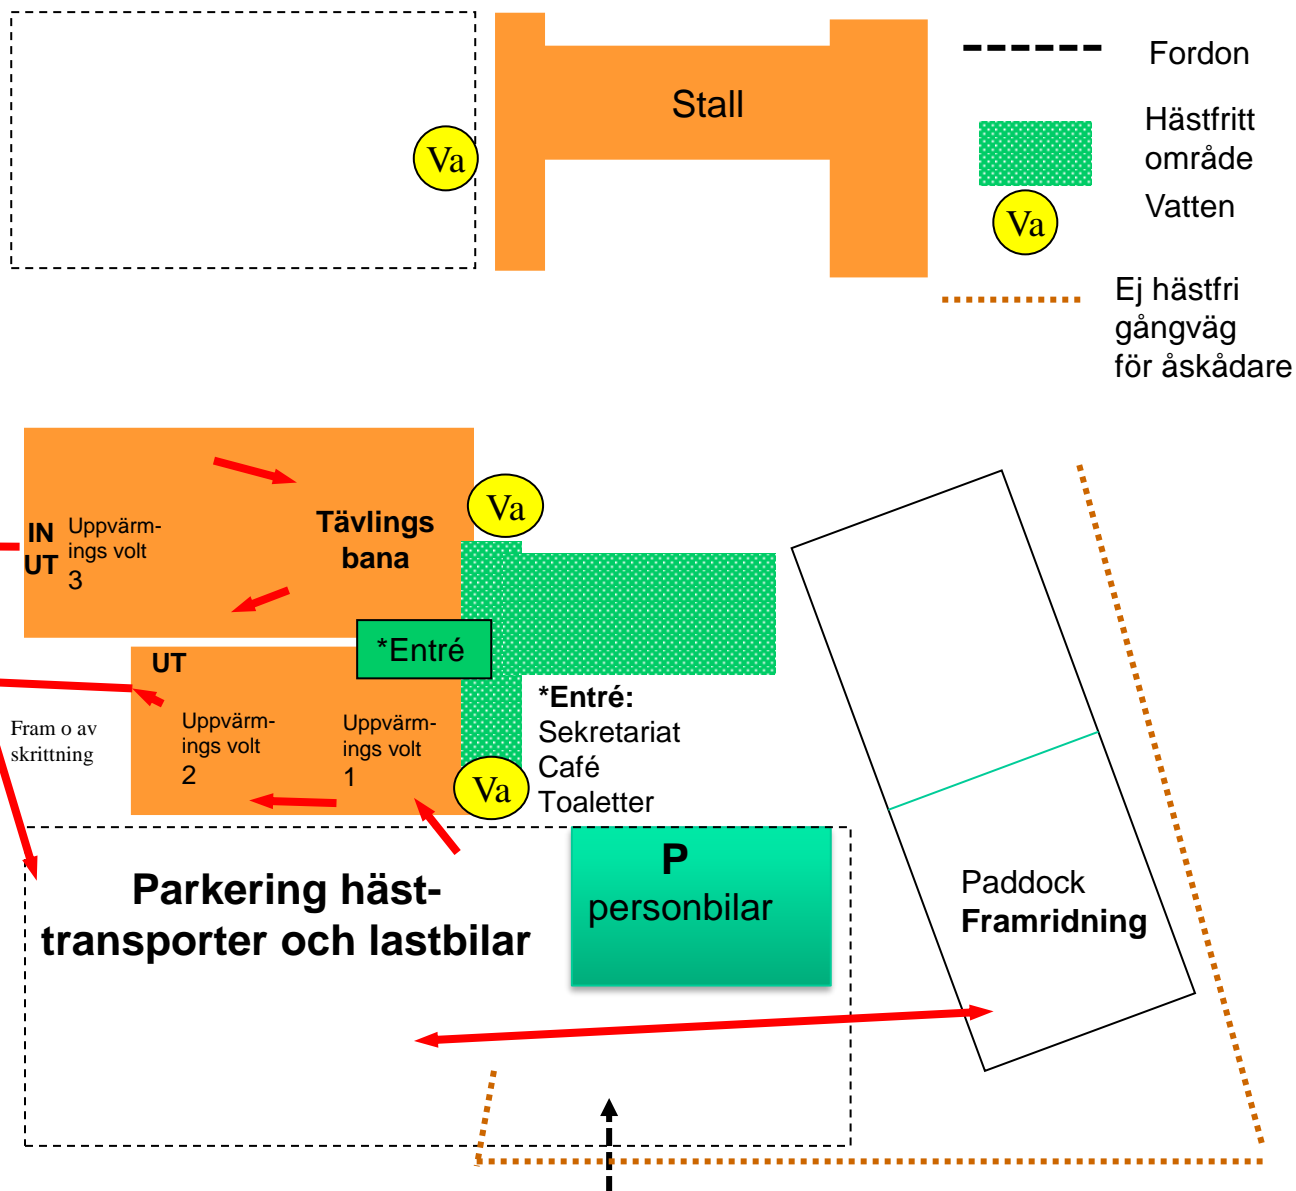 Stall
Va
Fordon
Hästfritt
område
Va
Vatten
Ej hästfri
gångväg
för åskådare
IN
UT
Uppvärm-
ings volt
3
Tävlings
bana
Va
*Entré
UT
Fram o av
skrittning
Uppvärm-
ings volt
2
Uppvärm-
ings volt
1
Va
*Entré:
Sekretariat
Café
Toaletter
Parkering häst-
transporter och lastbilar
P
personbilar
Paddock
Framridning